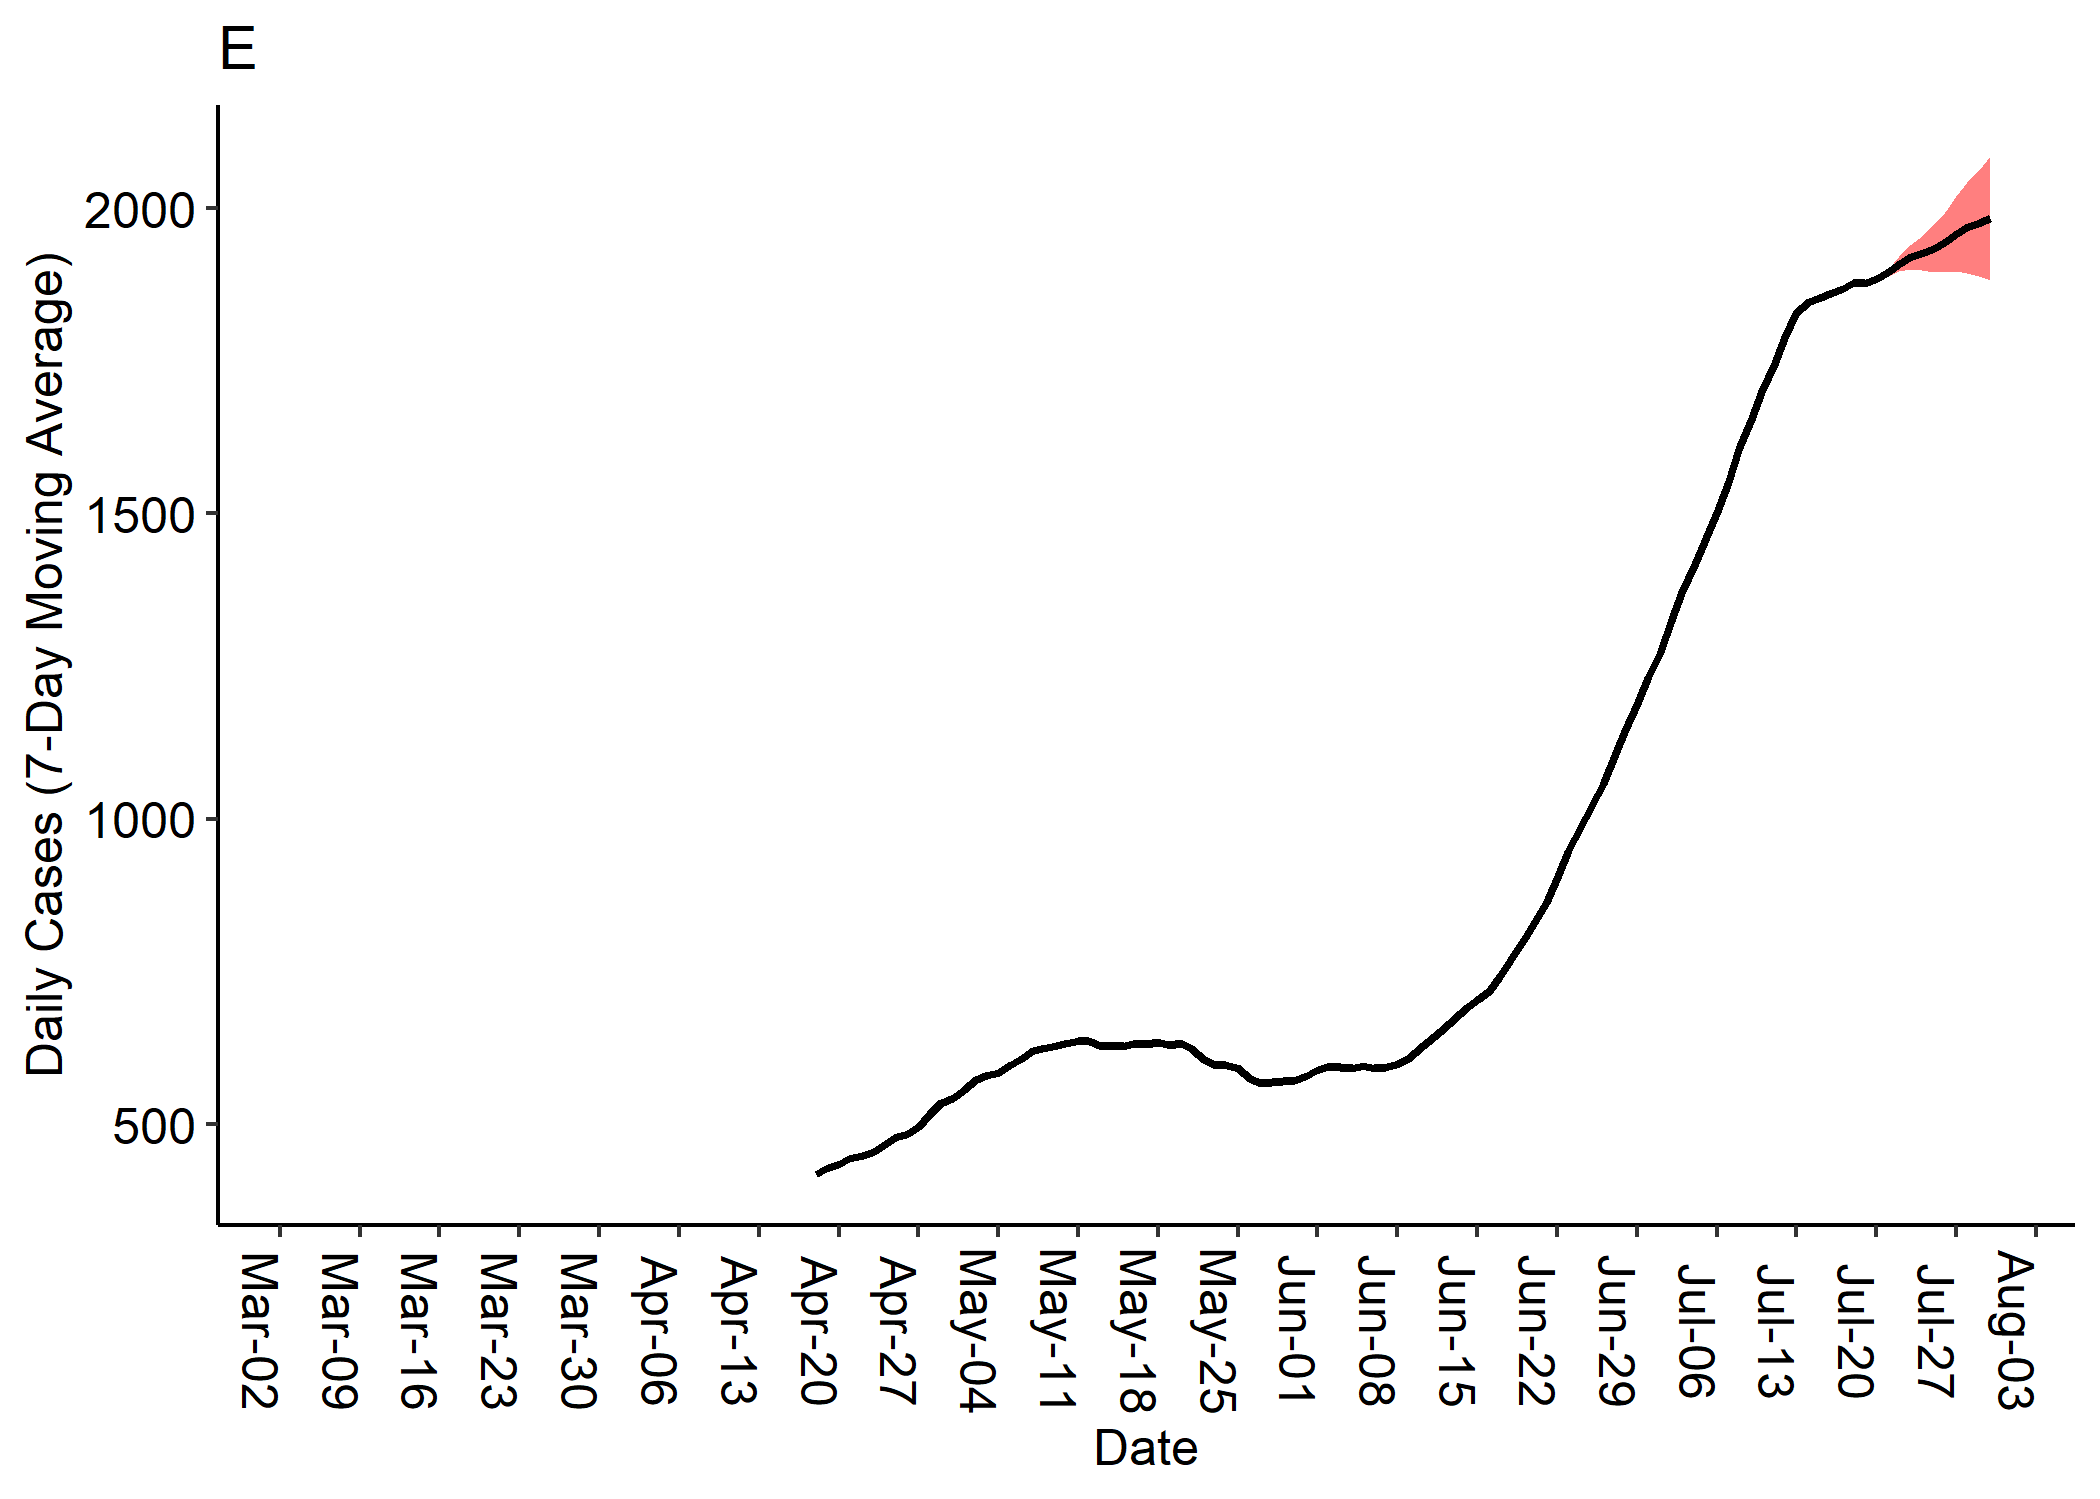 E
Daily Cases (7-Day Moving Average)
2000
1500
1000
500
Mar-02
Mar-09
Mar-16
Mar-23
Mar-30
Apr-06
Apr-13
Apr-20
Apr-27
May-04
May-11
May-18
May-25
Jun-01
Jun-08
Jun-15
Jun-22
Jun-29
Jul-06
Jul-13
Jul-20
Jul-27
Aug-03
Date